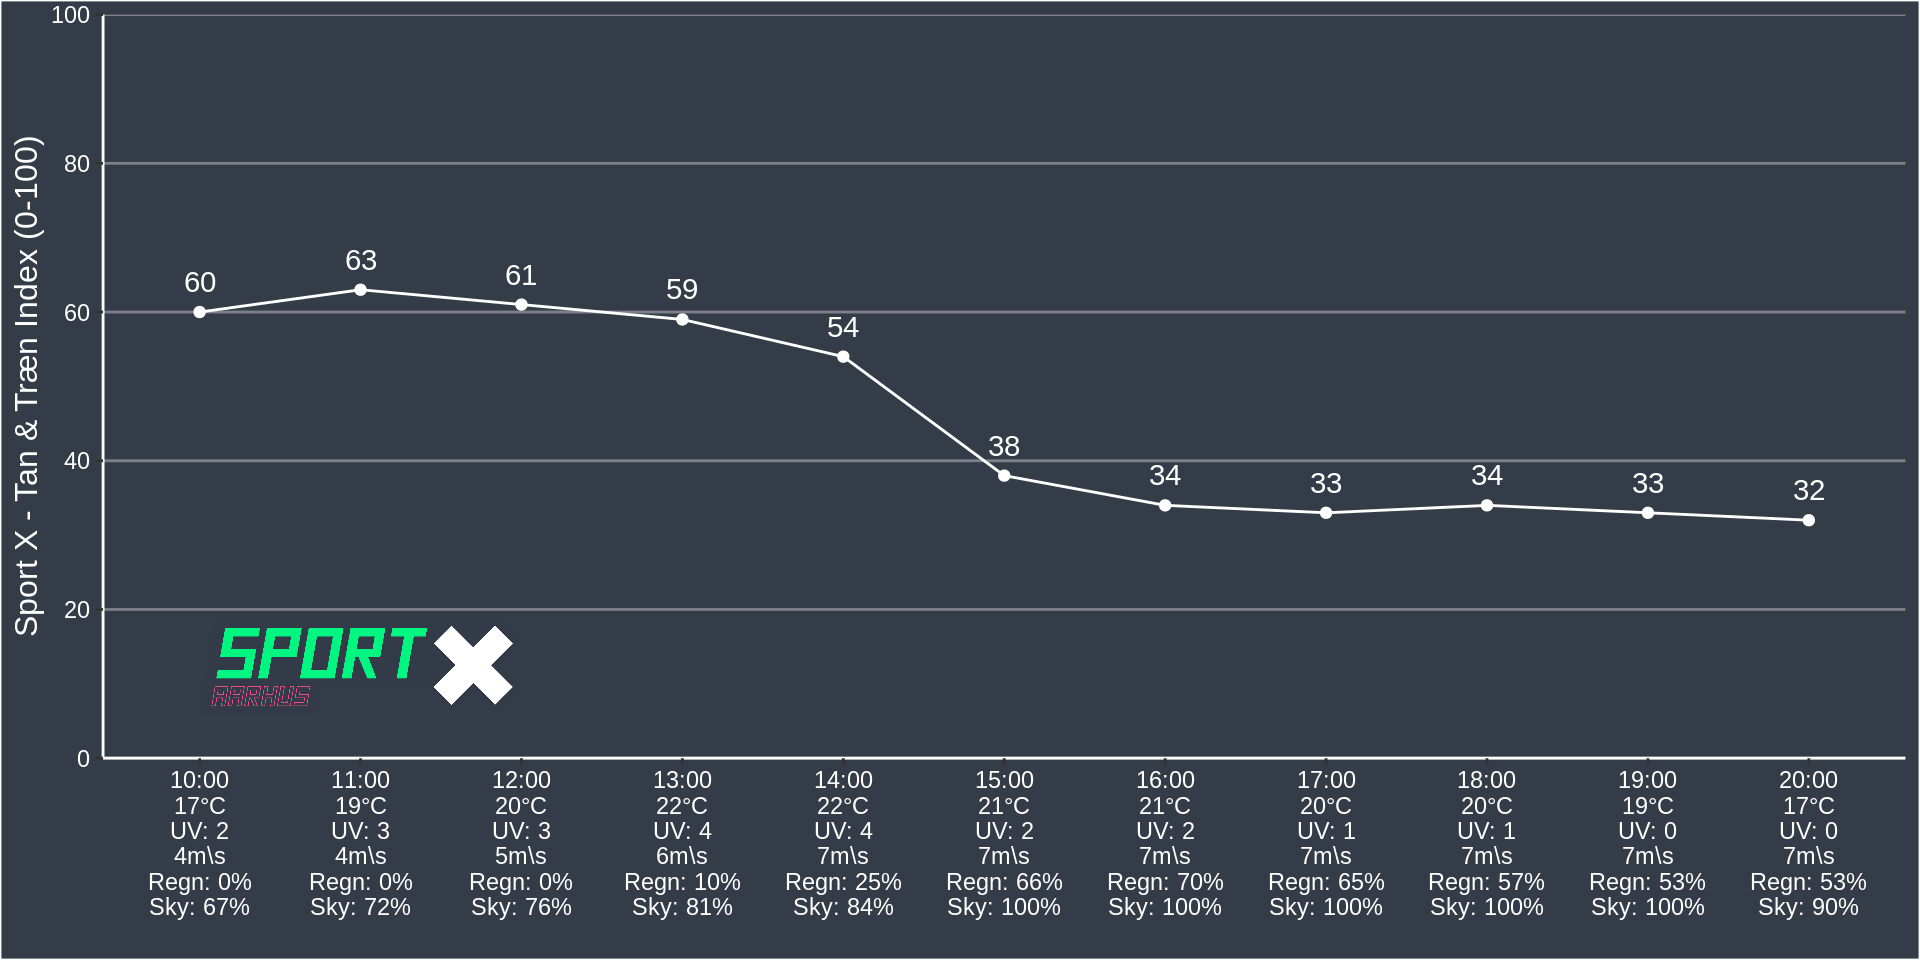 Sport X - Tan & Træn Index (0-100)
100
80
60
40
20
0
60
63
61
59
54
38
34
33
34
33
32
SPORT X
AARHUS
10:00 11:00 12:00 13:00 14:00 15:00 16:00 17:00 18:00 19:00 20:00
17°C 19°C 20°C 22°C 22°C 21°C 21°C 20°C 20°C 19°C 17°C
UV: 2 UV: 3 UV: 3 UV: 4 UV: 4 UV: 2 UV: 2 UV: 1 UV: 1 UV: 0 UV: 0
4m\s 4m\s 5m\s 6m\s 7m\s 7m\s 7m\s 7m\s 7m\s 7m\s 7m\s
Regn: 0% Regn: 0% Regn: 0% Regn: 10% Regn: 25% Regn: 66% Regn: 70% Regn: 65% Regn: 57% Regn: 53% Regn: 53%
Sky: 67% Sky: 72% Sky: 76% Sky: 81% Sky: 84% Sky: 100% Sky: 100% Sky: 100% Sky: 100% Sky: 100% Sky: 90%